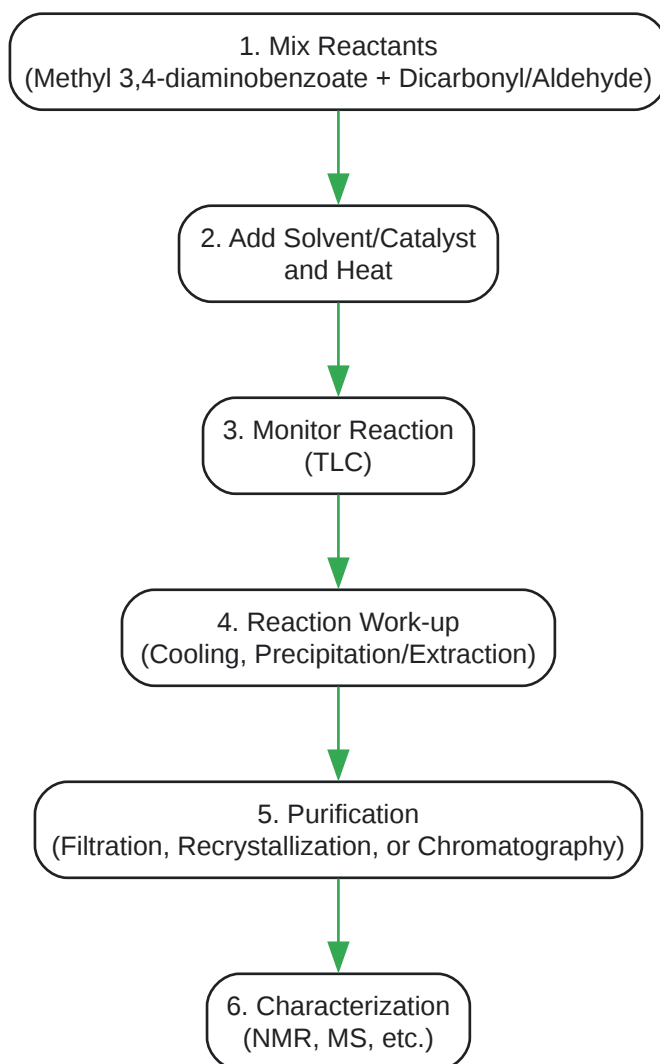 1. Mix Reactants
(Methyl 3,4-diaminobenzoate + Dicarbonyl/Aldehyde)
2. Add Solvent/Catalyst
and Heat
3. Monitor Reaction
(TLC)
4. Reaction Work-up
(Cooling, Precipitation/Extraction)
5. Purification
(Filtration, Recrystallization, or Chromatography)
6. Characterization
(NMR, MS, etc.)